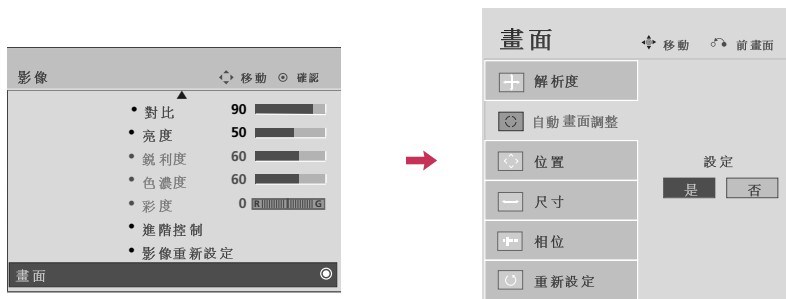 影像 移動 確認
對比 90
亮度 50
銳利度 60
色濃度 60
彩度 0 R G
進階控制
影像重新設定
畫面
畫面 移動 前畫面
解析度
自動畫面調整
位置
尺寸
相位
重新設定
設定
是 否